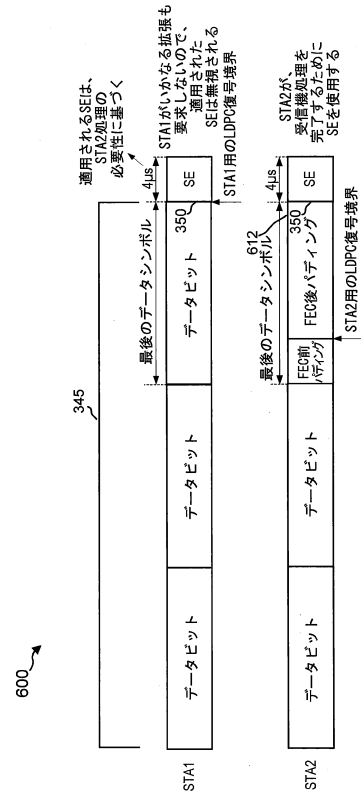 600
345
適用されるSEは、
STA2処理の
必要性に基づく
最後のデータシンボル
4μs
STA1がいかなる拡張も
要求しないので、
適用された
SEは無視される
STA1
データビット
データビット
データビット
350
SE
STA1用のLDPC復号境界
最後のデータシンボル
612
4μs
STA2が、
受信機処理を
完了するために
SEを使用する
STA2
データビット
データビット
FEC前
パディング
FEC後パディング
350
SE
STA2用のLDPC復号境界